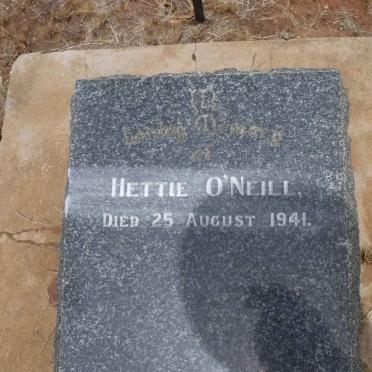 In
Loving Memory
of
HETTIE O'NEILL,
DIED 25 AUGUST 1941.